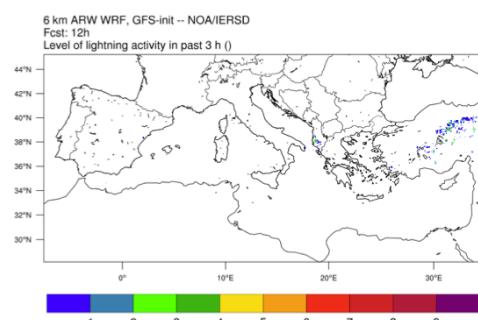 6 km ARW WRF, GFS-init -- NOA/IERSD
Fcst: 12h
Level of lightning activity in past 3 h ()
44°N
42°N
40°N
38°N
36°N
34°N
32°N
30°N
0° 10°E 20°E 30°E